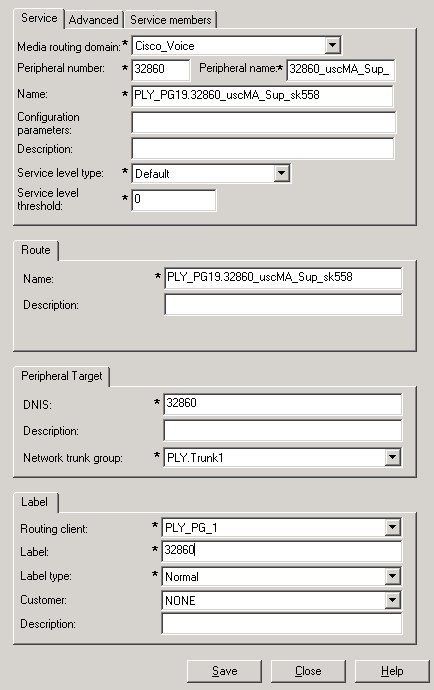 Service Advanced Service members
Media routing domain: * Cisco_Voice
Peripheral number: * 32860 Peripheral name: * 32860_uscMA_Sup_
Name: * PLY_PG19.32860_uscMA_Sup_sk558
Configuration
parameters:
Description:
Service level type: * Default
Service level
threshold: * 0
Route
Name: * PLY_PG19.32860_uscMA_Sup_sk558
Description:
Peripheral Target
DNIS: * 32860
Description:
Network trunk group: * PLY.Trunk1
Label
Routing client: * PLY_PG_1
Label: * 32860
Label type: * Normal
Customer: * NONE
Description:
Save Close Help